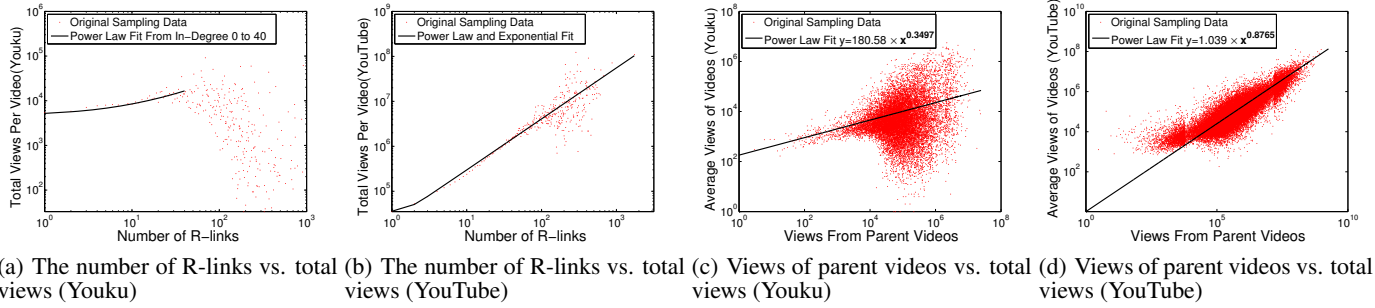 Total Views Per Video(Youku)
10^6
10^5
10^4
10^3
10^2
10^0
10^1
10^2
10^3
Number of R−links
Original Sampling Data
Power Law Fit From In−Degree 0 to 40
Total Views Per Video(YouTube)
10^8
10^7
10^6
10^5
10^0
10^1
10^2
10^3
Number of R−links
Original Sampling Data
Power Law and Exponential Fit
Average Views of Videos (Youku)
10^8
10^6
10^4
10^2
10^0
10^0
10^2
10^4
10^6
10^8
Views From Parent Videos
Original Sampling Data
Power Law Fit y=180.58 × x^0.3497
Average Views of Videos (YouTube)
10^10
10^8
10^6
10^4
10^2
10^0
10^0
10^5
10^10
Views From Parent Videos
Original Sampling Data
Power Law Fit y=1.039 × x^0.8765
(a) The number of R-links vs. total
views (Youku)
(b) The number of R-links vs. total
views (YouTube)
(c) Views of parent videos vs. total
views (Youku)
(d) Views of parent videos vs. total
views (YouTube)